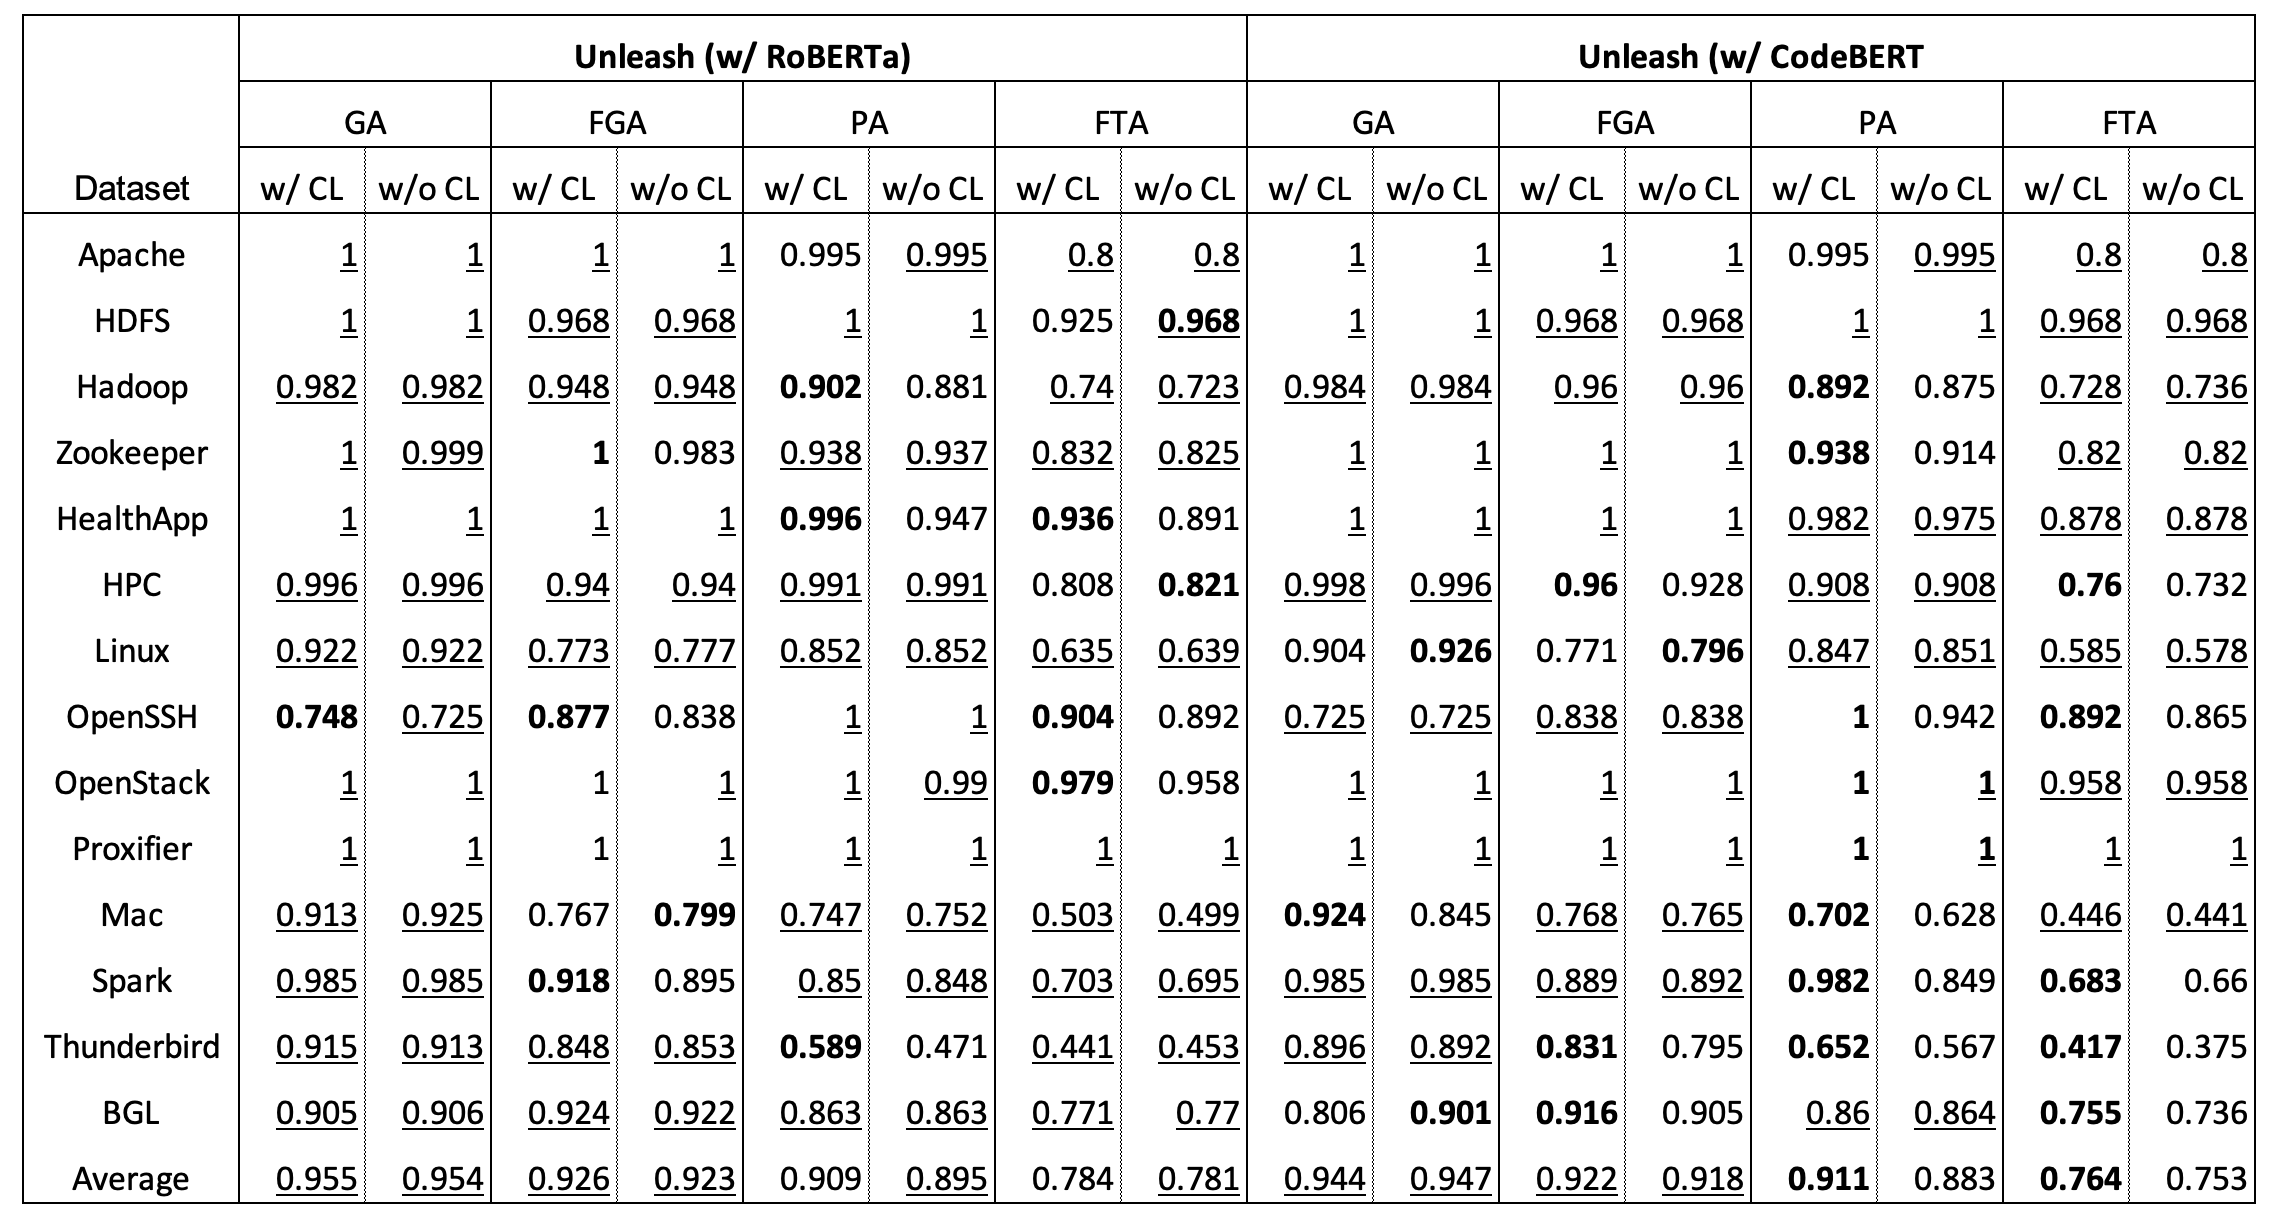 Unleash (w/ RoBERTa) Unleash (w/ CodeBERT
GA FGA PA FTA GA FGA PA FTA
Dataset w/ CL w/o CL w/ CL w/o CL w/ CL w/o CL w/ CL w/o CL w/ CL w/o CL w/ CL w/o CL w/ CL w/o CL w/ CL w/o CL
Apache 1 1 1 1 0.995 0.995 0.8 0.8 1 1 1 1 0.995 0.995 0.8 0.8
HDFS 1 1 0.968 0.968 1 1 0.925 0.968 1 1 0.968 0.968 1 1 0.968 0.968
Hadoop 0.982 0.982 0.948 0.948 0.902 0.881 0.74 0.723 0.984 0.984 0.96 0.96 0.892 0.875 0.728 0.736
Zookeeper 1 0.999 1 0.983 0.938 0.937 0.832 0.825 1 1 1 1 0.938 0.914 0.82 0.82
HealthApp 1 1 1 1 0.996 0.947 0.936 0.891 1 1 1 1 0.982 0.975 0.878 0.878
HPC 0.996 0.996 0.94 0.94 0.991 0.991 0.808 0.821 0.998 0.996 0.96 0.928 0.908 0.908 0.76 0.732
Linux 0.922 0.922 0.773 0.777 0.852 0.852 0.635 0.639 0.904 0.926 0.771 0.796 0.847 0.851 0.585 0.578
OpenSSH 0.748 0.725 0.877 0.838 1 1 0.904 0.892 0.725 0.725 0.838 0.838 1 0.942 0.892 0.865
OpenStack 1 1 1 1 1 0.99 0.979 0.958 1 1 1 1 1 1 0.958 0.958
Proxifier 1 1 1 1 1 1 1 1 1 1 1 1 1 1 1 1
Mac 0.913 0.925 0.767 0.799 0.747 0.752 0.503 0.499 0.924 0.845 0.768 0.765 0.702 0.628 0.446 0.441
Spark 0.985 0.985 0.918 0.895 0.85 0.848 0.703 0.695 0.985 0.985 0.889 0.892 0.982 0.849 0.683 0.66
Thunderbird 0.915 0.913 0.848 0.853 0.589 0.471 0.441 0.453 0.896 0.892 0.831 0.795 0.652 0.567 0.417 0.375
BGL 0.905 0.906 0.924 0.922 0.863 0.863 0.771 0.77 0.806 0.901 0.916 0.905 0.86 0.864 0.755 0.736
Average 0.955 0.954 0.926 0.923 0.909 0.895 0.784 0.781 0.944 0.947 0.922 0.918 0.911 0.883 0.764 0.753